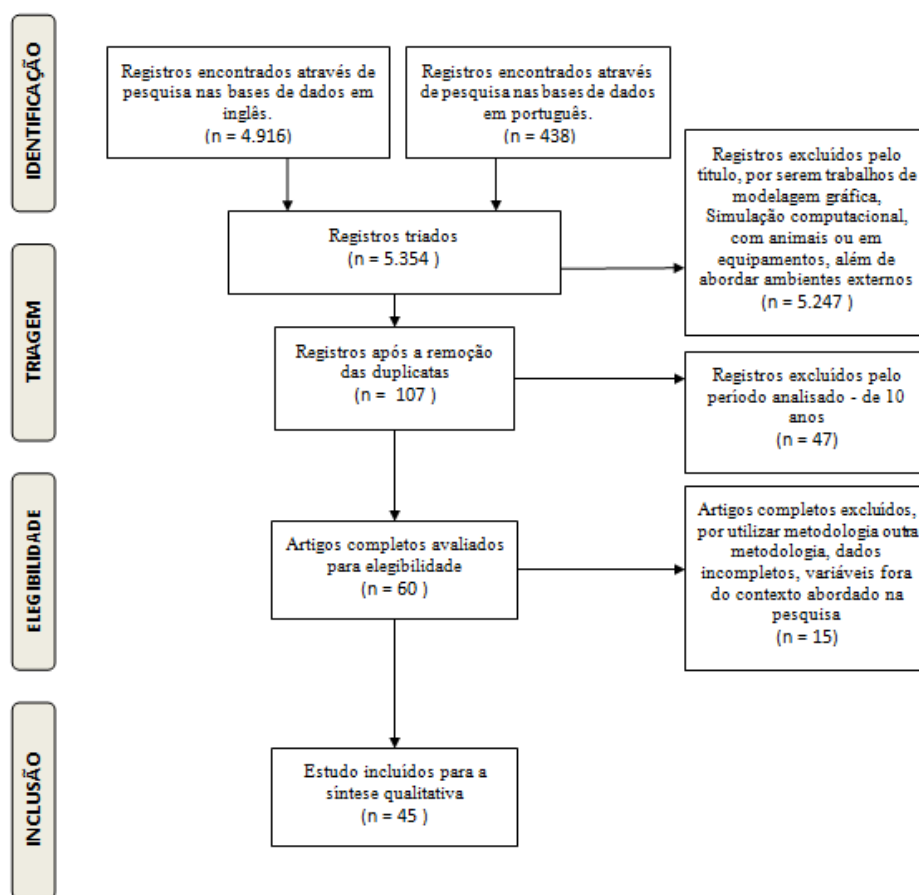 IDENTIFICAÇÃO
Registros encontrados através de
pesquisa nas bases de dados em
inglês.
(n = 4.916)
Registros encontrados através
de pesquisa nas bases de dados
em português.
(n = 438)
Registros triados
(n = 5.354 )
Registros excluídos pelo
título, por serem trabalhos de
modelagem gráfica,
Simulação computacional,
com animais ou em
equipamentos, além de
abordar ambientes externos
(n = 5.247 )
TRIAGEM
Registros após a remoção
das duplicatas
(n = 107 )
Registros excluídos pelo
período analisado - de 10
anos
(n = 47)
ELEGIBILIDADE
Artigos completos avaliados
para elegibilidade
(n = 60 )
Artigos completos excluídos,
por utilizar metodologia outra
metodologia, dados
incompletos, variáveis fora
do contexto abordado na
pesquisa
(n = 15)
INCLUSÃO
Estudo incluídos para a
síntese qualitativa
(n = 45 )